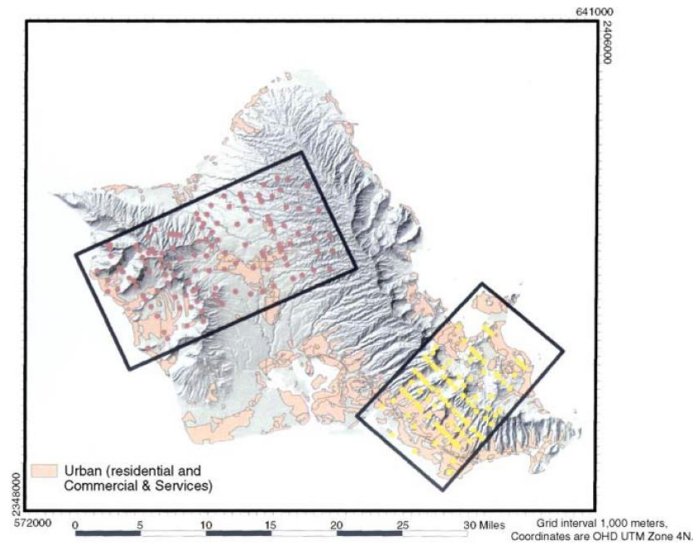 641000
2406000
Urban (residential and
Commercial & Services)
2348000
572000
0 5 10 15 20 25 30 Miles
Grid interval 1,000 meters,
Coordinates are OHD UTM Zone 4N.